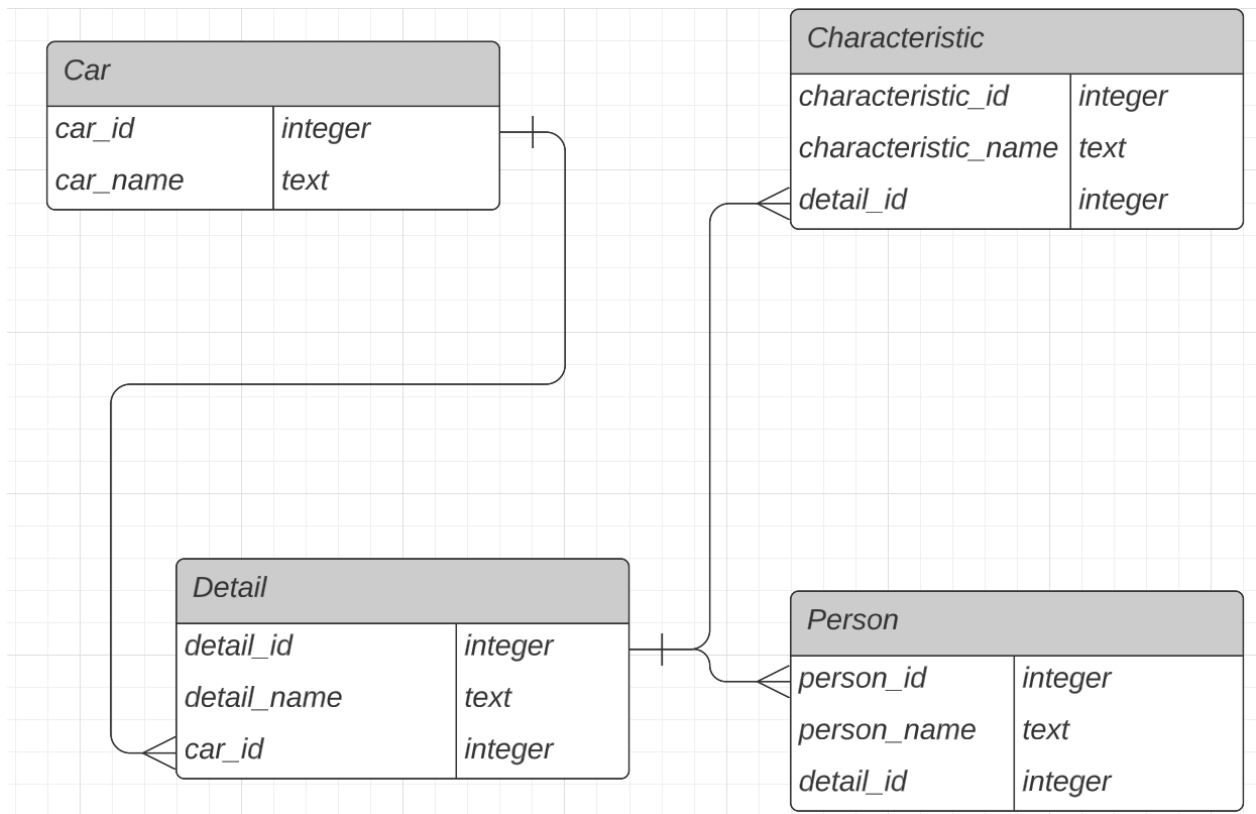 Car
car_id integer
car_name text
Characteristic
characteristic_id integer
characteristic_name text
detail_id integer
Detail
detail_id integer
detail_name text
car_id integer
Person
person_id integer
person_name text
detail_id integer